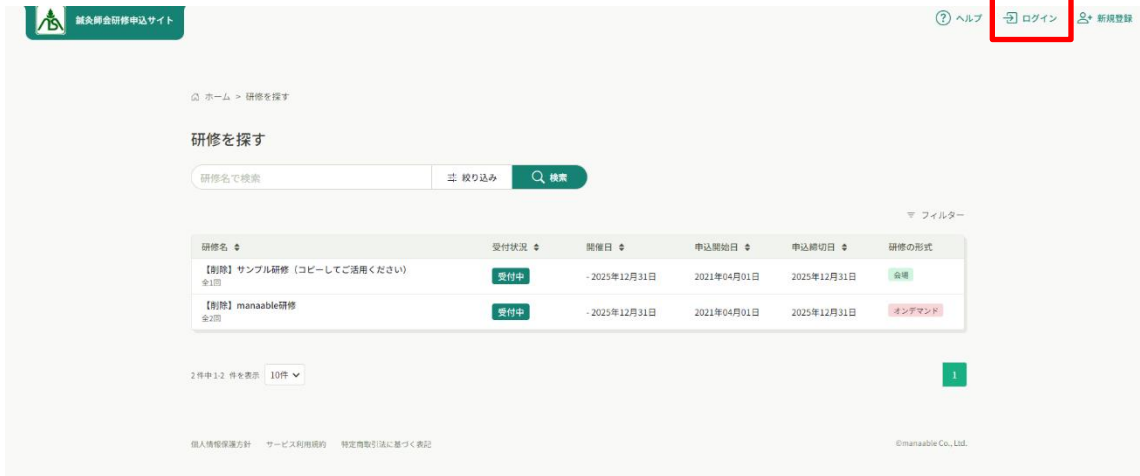 鍼灸師会研修申込サイト
ヘルプ ログイン 新規登録
ホーム > 研修を探す
研修を探す
研修名で検索 絞り込み 検索
フィルター
研修名 受付状況 開催日 申込開始日 申込締切日 研修の形式
【削除】サンプル研修（コピーしてご活用ください） 受付中 - 2025年12月31日 2021年04月01日 2025年12月31日 会場
全1回
【削除】manaable研修 受付中 - 2025年12月31日 2021年04月01日 2025年12月31日 オンデマンド
全2回
2 件中 1-2 件を表示 10件 1
個人情報保護方針 サービス利用規約 特定商取引法に基づく表記 ©manaable Co., Ltd.